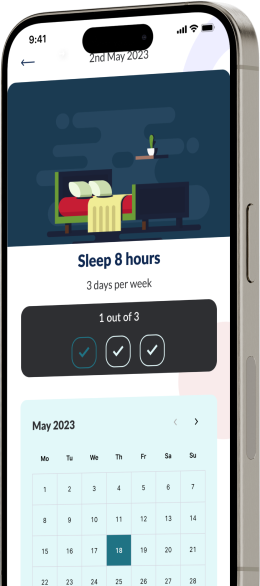 9:41
2nd May 2023
Sleep 8 hours
3 days per week
1 out of 3
May 2023
Mo Tu We Th Fr Sa Su
1 2 3 4 5 6 7
8 9 10 11 12 13 14
15 16 17 18 19 20 21
22 23 24 25 26 27 28